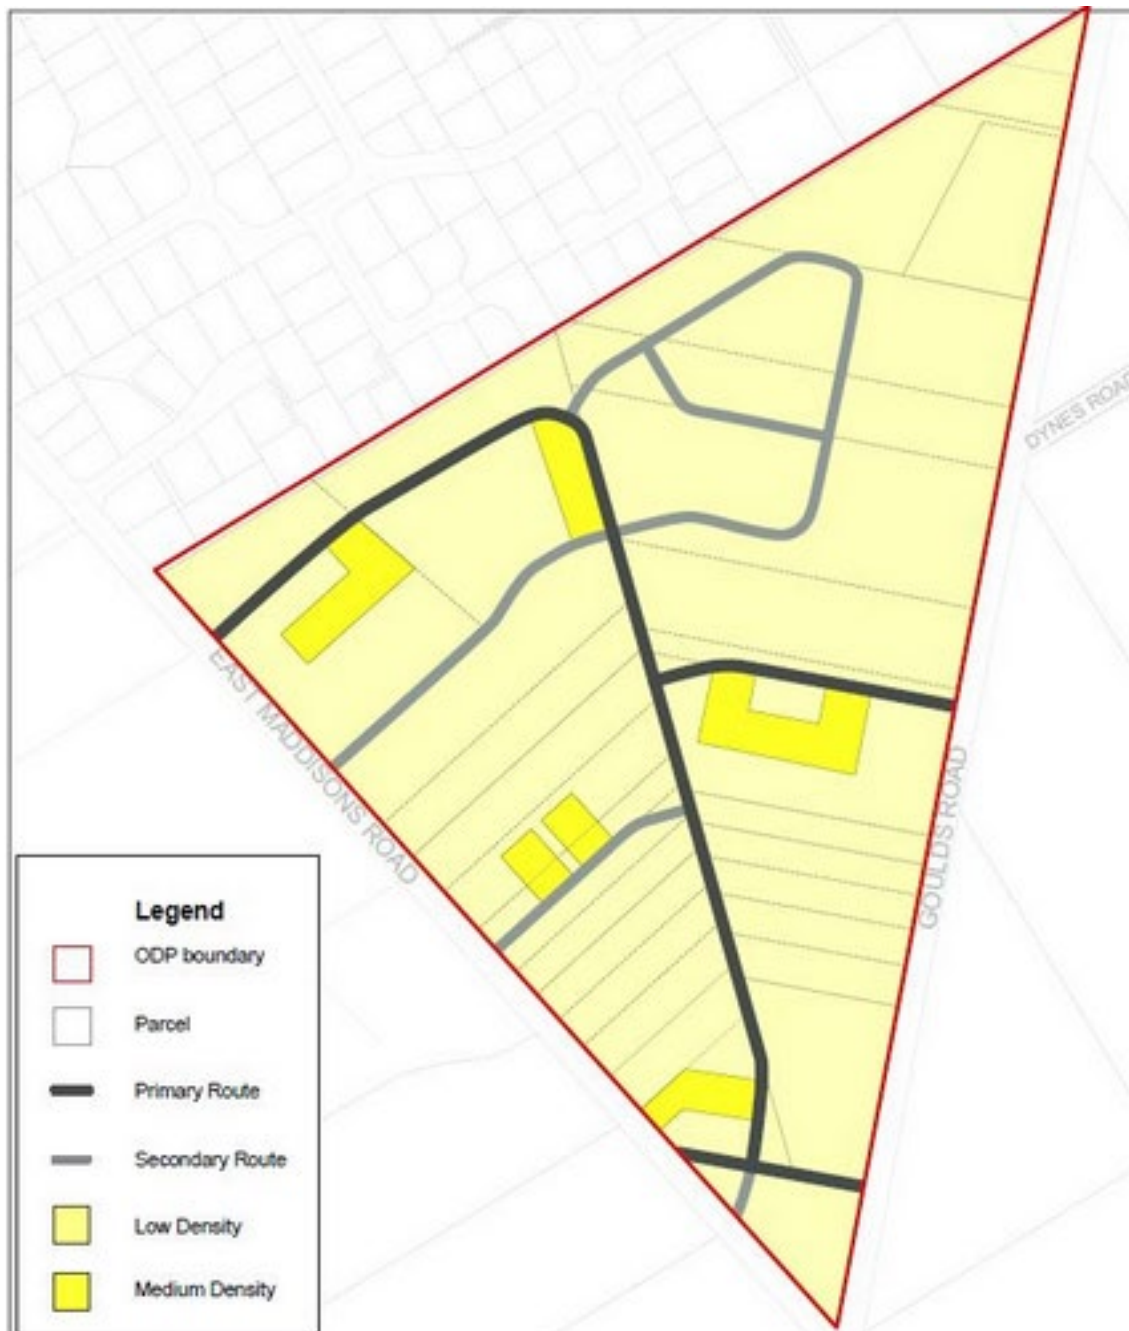 DYNES ROAD
EAST MADDISONS ROAD
GOULDS ROAD
Legend
ODP boundary
Parcel
Primary Route
Secondary Route
Low Density
Medium Density